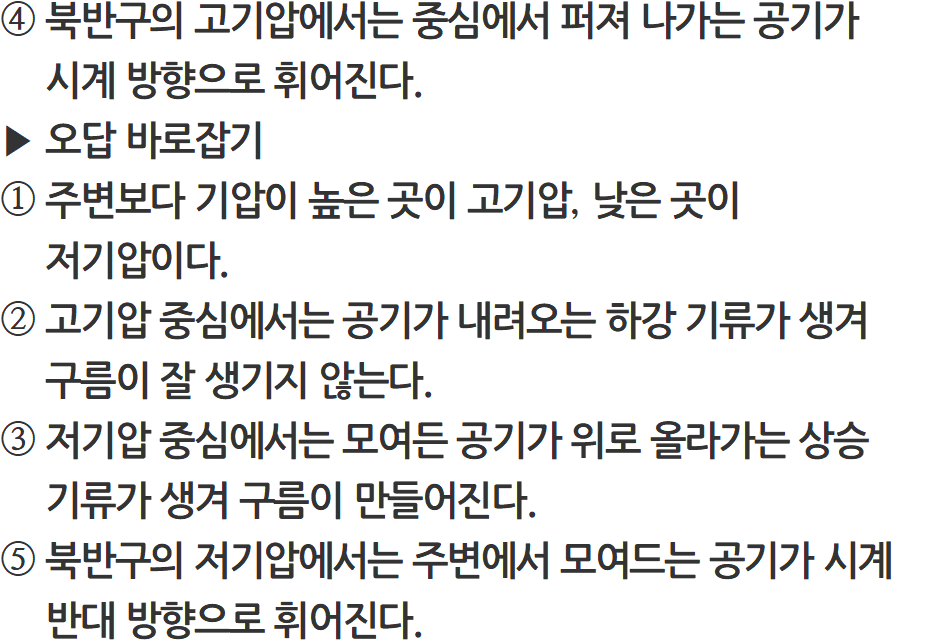 ④ 북반구의 고기압에서는 중심에서 퍼져 나가는 공기가
시계 방향으로 휘어진다.
▶ 오답 바로잡기
① 주변보다 기압이 높은 곳이 고기압, 낮은 곳이
저기압이다.
② 고기압 중심에서는 공기가 내려오는 하강 기류가 생겨
구름이 잘 생기지 않는다.
③ 저기압 중심에서는 모여든 공기가 위로 올라가는 상승
기류가 생겨 구름이 만들어진다.
⑤ 북반구의 저기압에서는 주변에서 모여드는 공기가 시계
반대 방향으로 휘어진다.